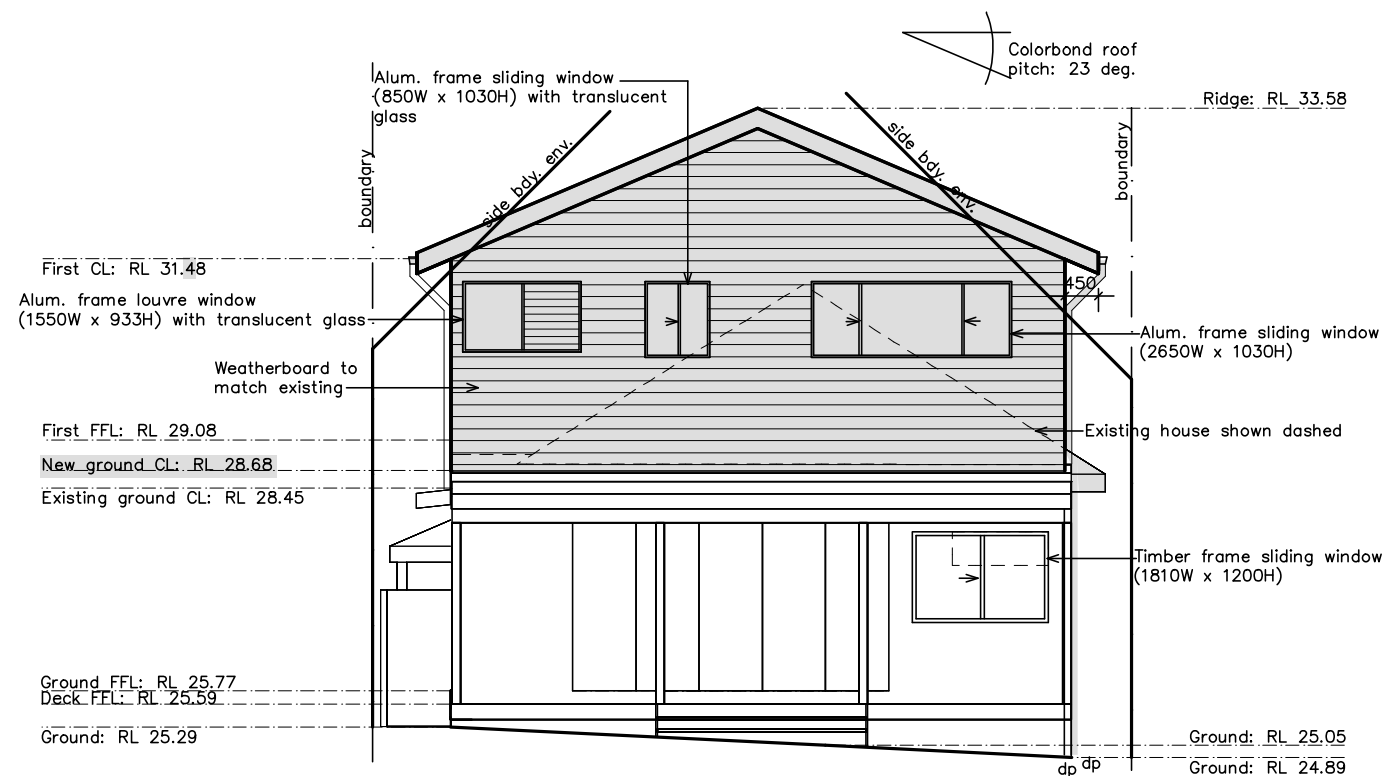 Colorbond roof
pitch: 23 deg.
Alum. frame sliding window
(850W x 1030H) with translucent
glass
Ridge: RL 33.58
boundary
side bdy. env.
side bdy. env.
boundary
First CL: RL 31.48
450
Alum. frame louvre window
(1550W x 933H) with translucent glass
Alum. frame sliding window
(2650W x 1030H)
Weatherboard to
match existing
First FFL: RL 29.08
Existing house shown dashed
New ground CL: RL 28.68
Existing ground CL: RL 28.45
Timber frame sliding window
(1810W x 1200H)
Ground FFL: RL 25.77
Deck FFL: RL 25.59
Ground: RL 25.29
Ground: RL 25.05
dp dp
Ground: RL 24.89